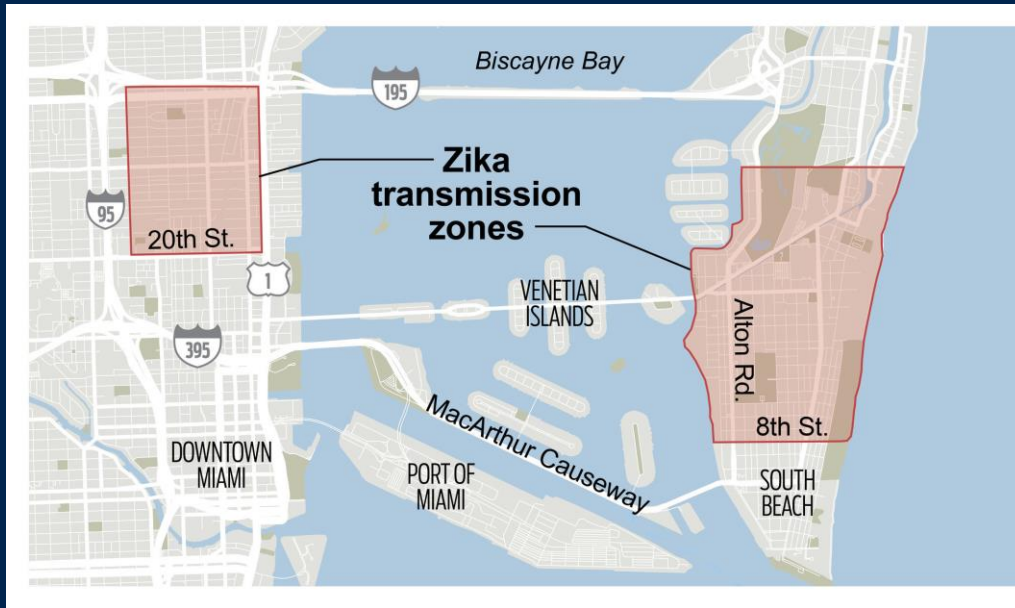 Biscayne Bay
195
Zika
transmission
zones
95
20th St.
1
VENETIAN
ISLANDS
Alton Rd.
395
MacArthur Causeway
8th St.
DOWNTOWN
MIAMI
PORT OF
MIAMI
SOUTH
BEACH